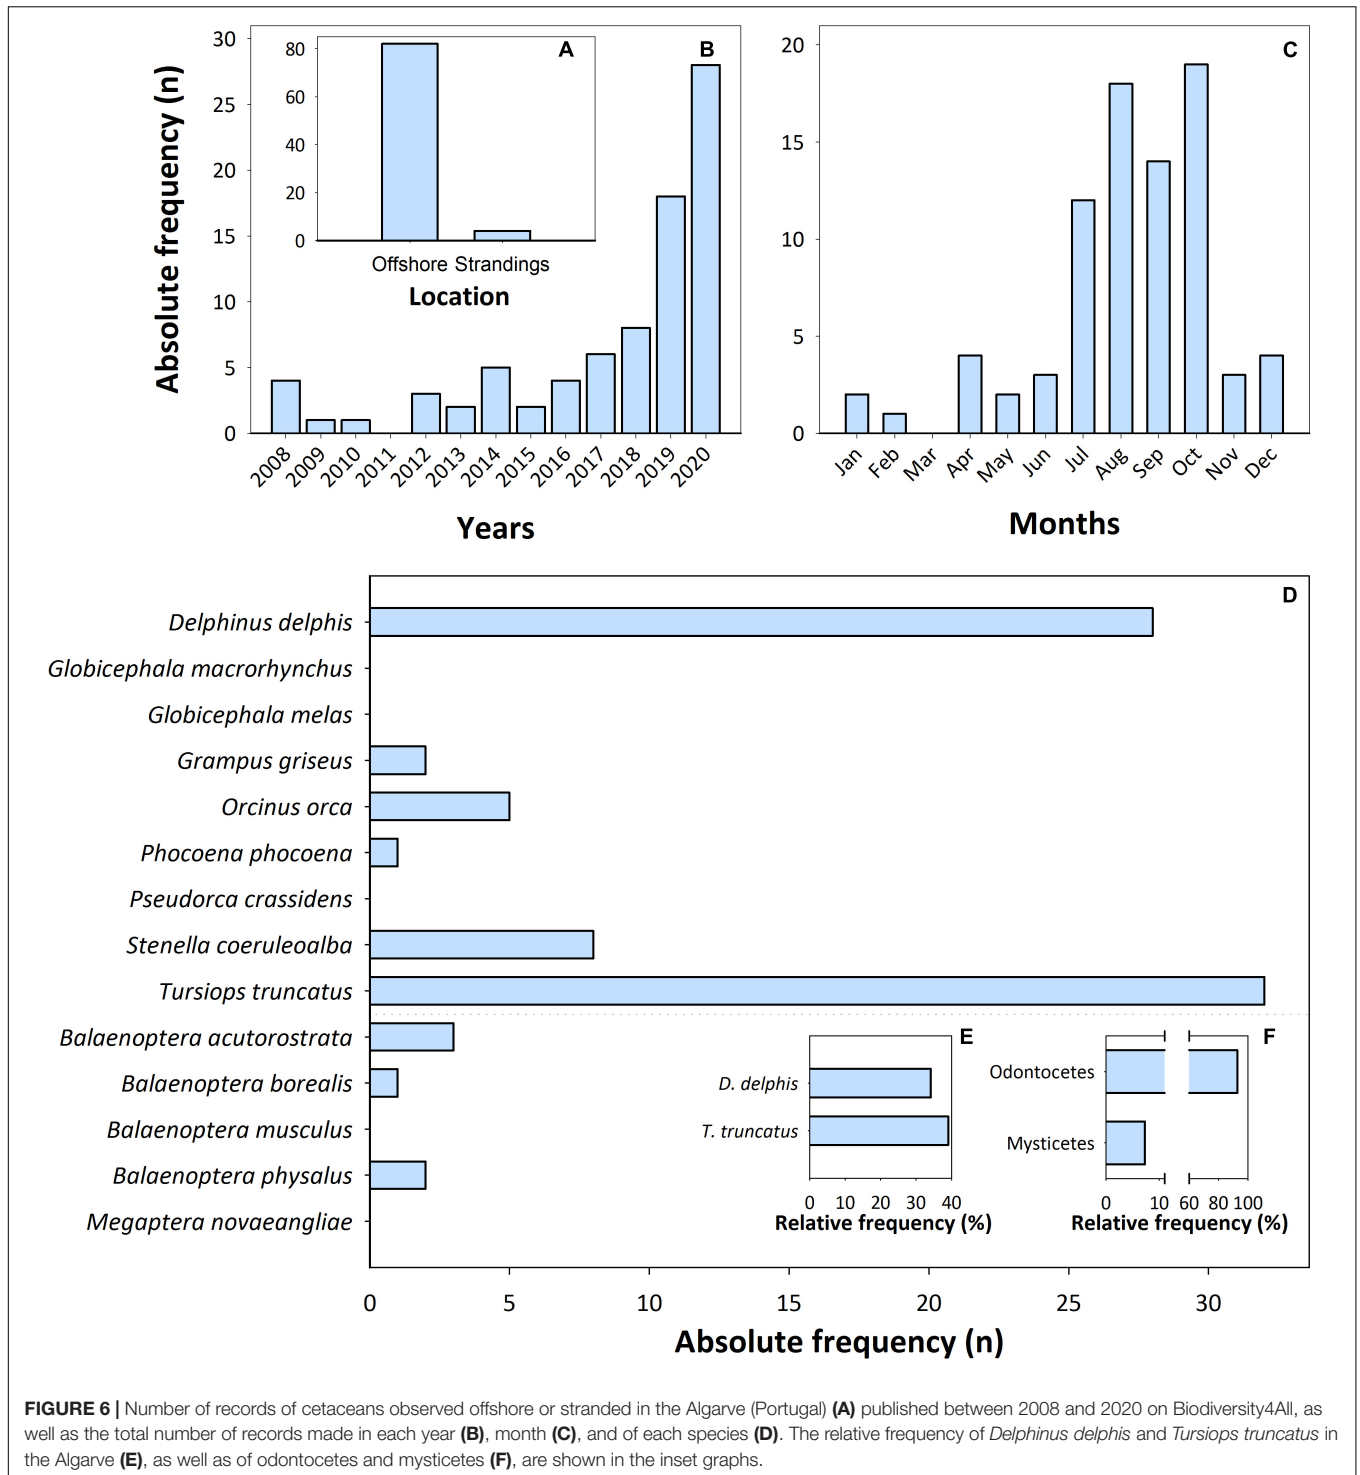 A
B
Absolute frequency (n)
30
25
20
15
10
5
0
80
60
40
20
0
Offshore Strandings
Location
2008 2009 2010 2011 2012 2013 2014 2015 2016 2017 2018 2019 2020
Years
C
20
15
10
5
0
Jan Feb Mar Apr May Jun Jul Aug Sep Oct Nov Dec
Months
D
Delphinus delphis
Globicephala macrorhynchus
Globicephala melas
Grampus griseus
Orcinus orca
Phocoena phocoena
Pseudorca crassidens
Stenella coeruleoalba
Tursiops truncatus
Balaenoptera acutorostrata
Balaenoptera borealis
Balaenoptera musculus
Balaenoptera physalus
Megaptera novaeangliae
E
D. delphis
T. truncatus
0 10 20 30 40
Relative frequency (%)
F
Odontocetes
Mysticetes
0 10 60 80 100
Relative frequency (%)
0 5 10 15 20 25 30
Absolute frequency (n)
FIGURE 6 | Number of records of cetaceans observed offshore or stranded in the Algarve (Portugal) (A) published between 2008 and 2020 on Biodiversity4All, as
well as the total number of records made in each year (B), month (C), and of each species (D). The relative frequency of Delphinus delphis and Tursiops truncatus in
the Algarve (E), as well as of odontocetes and mysticetes (F), are shown in the inset graphs.